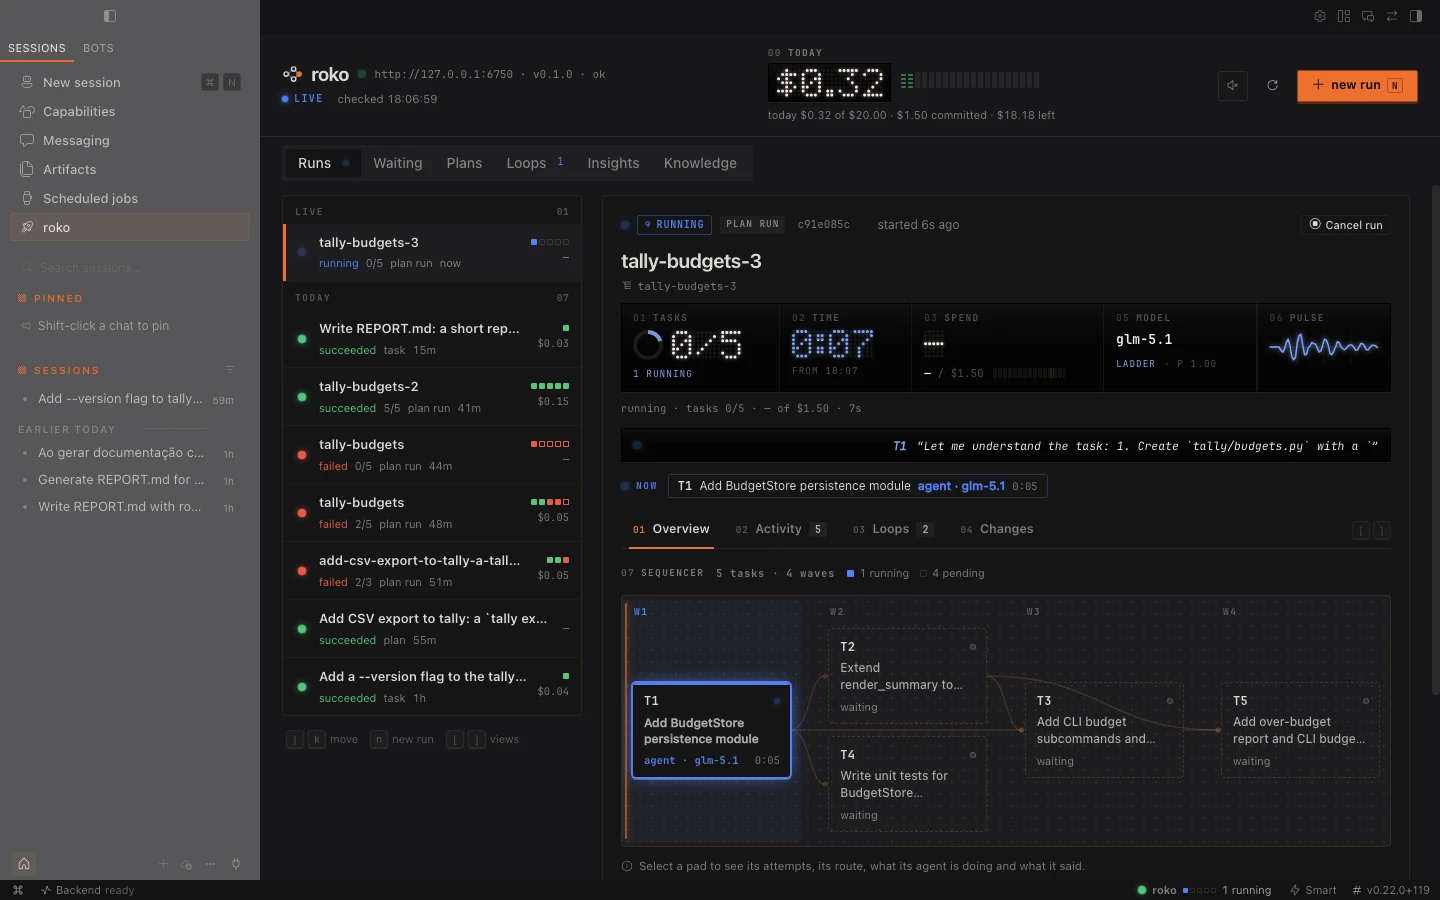 SESSIONS BOTS
New session ⌘ N
Capabilities
Messaging
Artifacts
Scheduled jobs
roko
Search sessions...
PINNED
Shift-click a chat to pin
SESSIONS
Add --version flag to tally... 59m
EARLIER TODAY
Ao gerar documentação c... 1h
Generate REPORT.md for ... 1h
Write REPORT.md with ro... 1h
roko http://127.0.0.1:6750 · v0.1.0 · ok
LIVE checked 18:06:59
00 TODAY
$0.32
today $0.32 of $20.00 · $1.50 committed · $18.18 left
+ new run N
Runs Waiting Plans Loops 1 Insights Knowledge
LIVE 01
tally-budgets-3
running 0/5 plan run now —
TODAY 07
Write REPORT.md: a short rep...
succeeded task 15m $0.03
tally-budgets-2
succeeded 5/5 plan run 41m $0.15
tally-budgets
failed 0/5 plan run 44m —
tally-budgets
failed 2/5 plan run 48m $0.05
add-csv-export-to-tally-a-tall...
failed 2/3 plan run 51m $0.05
Add CSV export to tally: a `tally ex... —
succeeded plan 55m
Add a --version flag to the tally...
succeeded task 1h $0.04
j k move n new run [ ] views
RUNNING PLAN RUN c91e085c started 6s ago Cancel run
tally-budgets-3
tally-budgets-3
01 TASKS
0/5
1 RUNNING
02 TIME
0:07
FROM 18:07
03 SPEND
—
— / $1.50
05 MODEL
glm-5.1
LADDER · P 1.00
06 PULSE
running · tasks 0/5 · — of $1.50 · 7s
T1 “Let me understand the task: 1. Create `tally/budgets.py` with a `”
NOW T1 Add BudgetStore persistence module agent · glm-5.1 0:05
01 Overview 02 Activity 5 03 Loops 2 04 Changes [ ]
07 SEQUENCER 5 tasks · 4 waves 1 running 4 pending
W1 W2 W3 W4
T1
Add BudgetStore
persistence module
agent · glm-5.1 0:05
T2
Extend
render_summary to...
waiting
T4
Write unit tests for
BudgetStore...
waiting
T3
Add CLI budget
subcommands and...
waiting
T5
Add over-budget
report and CLI budge...
waiting
Select a pad to see its attempts, its route, what its agent is doing and what it said.
⌘ Backend ready
roko 1 running Smart # v0.22.0+119